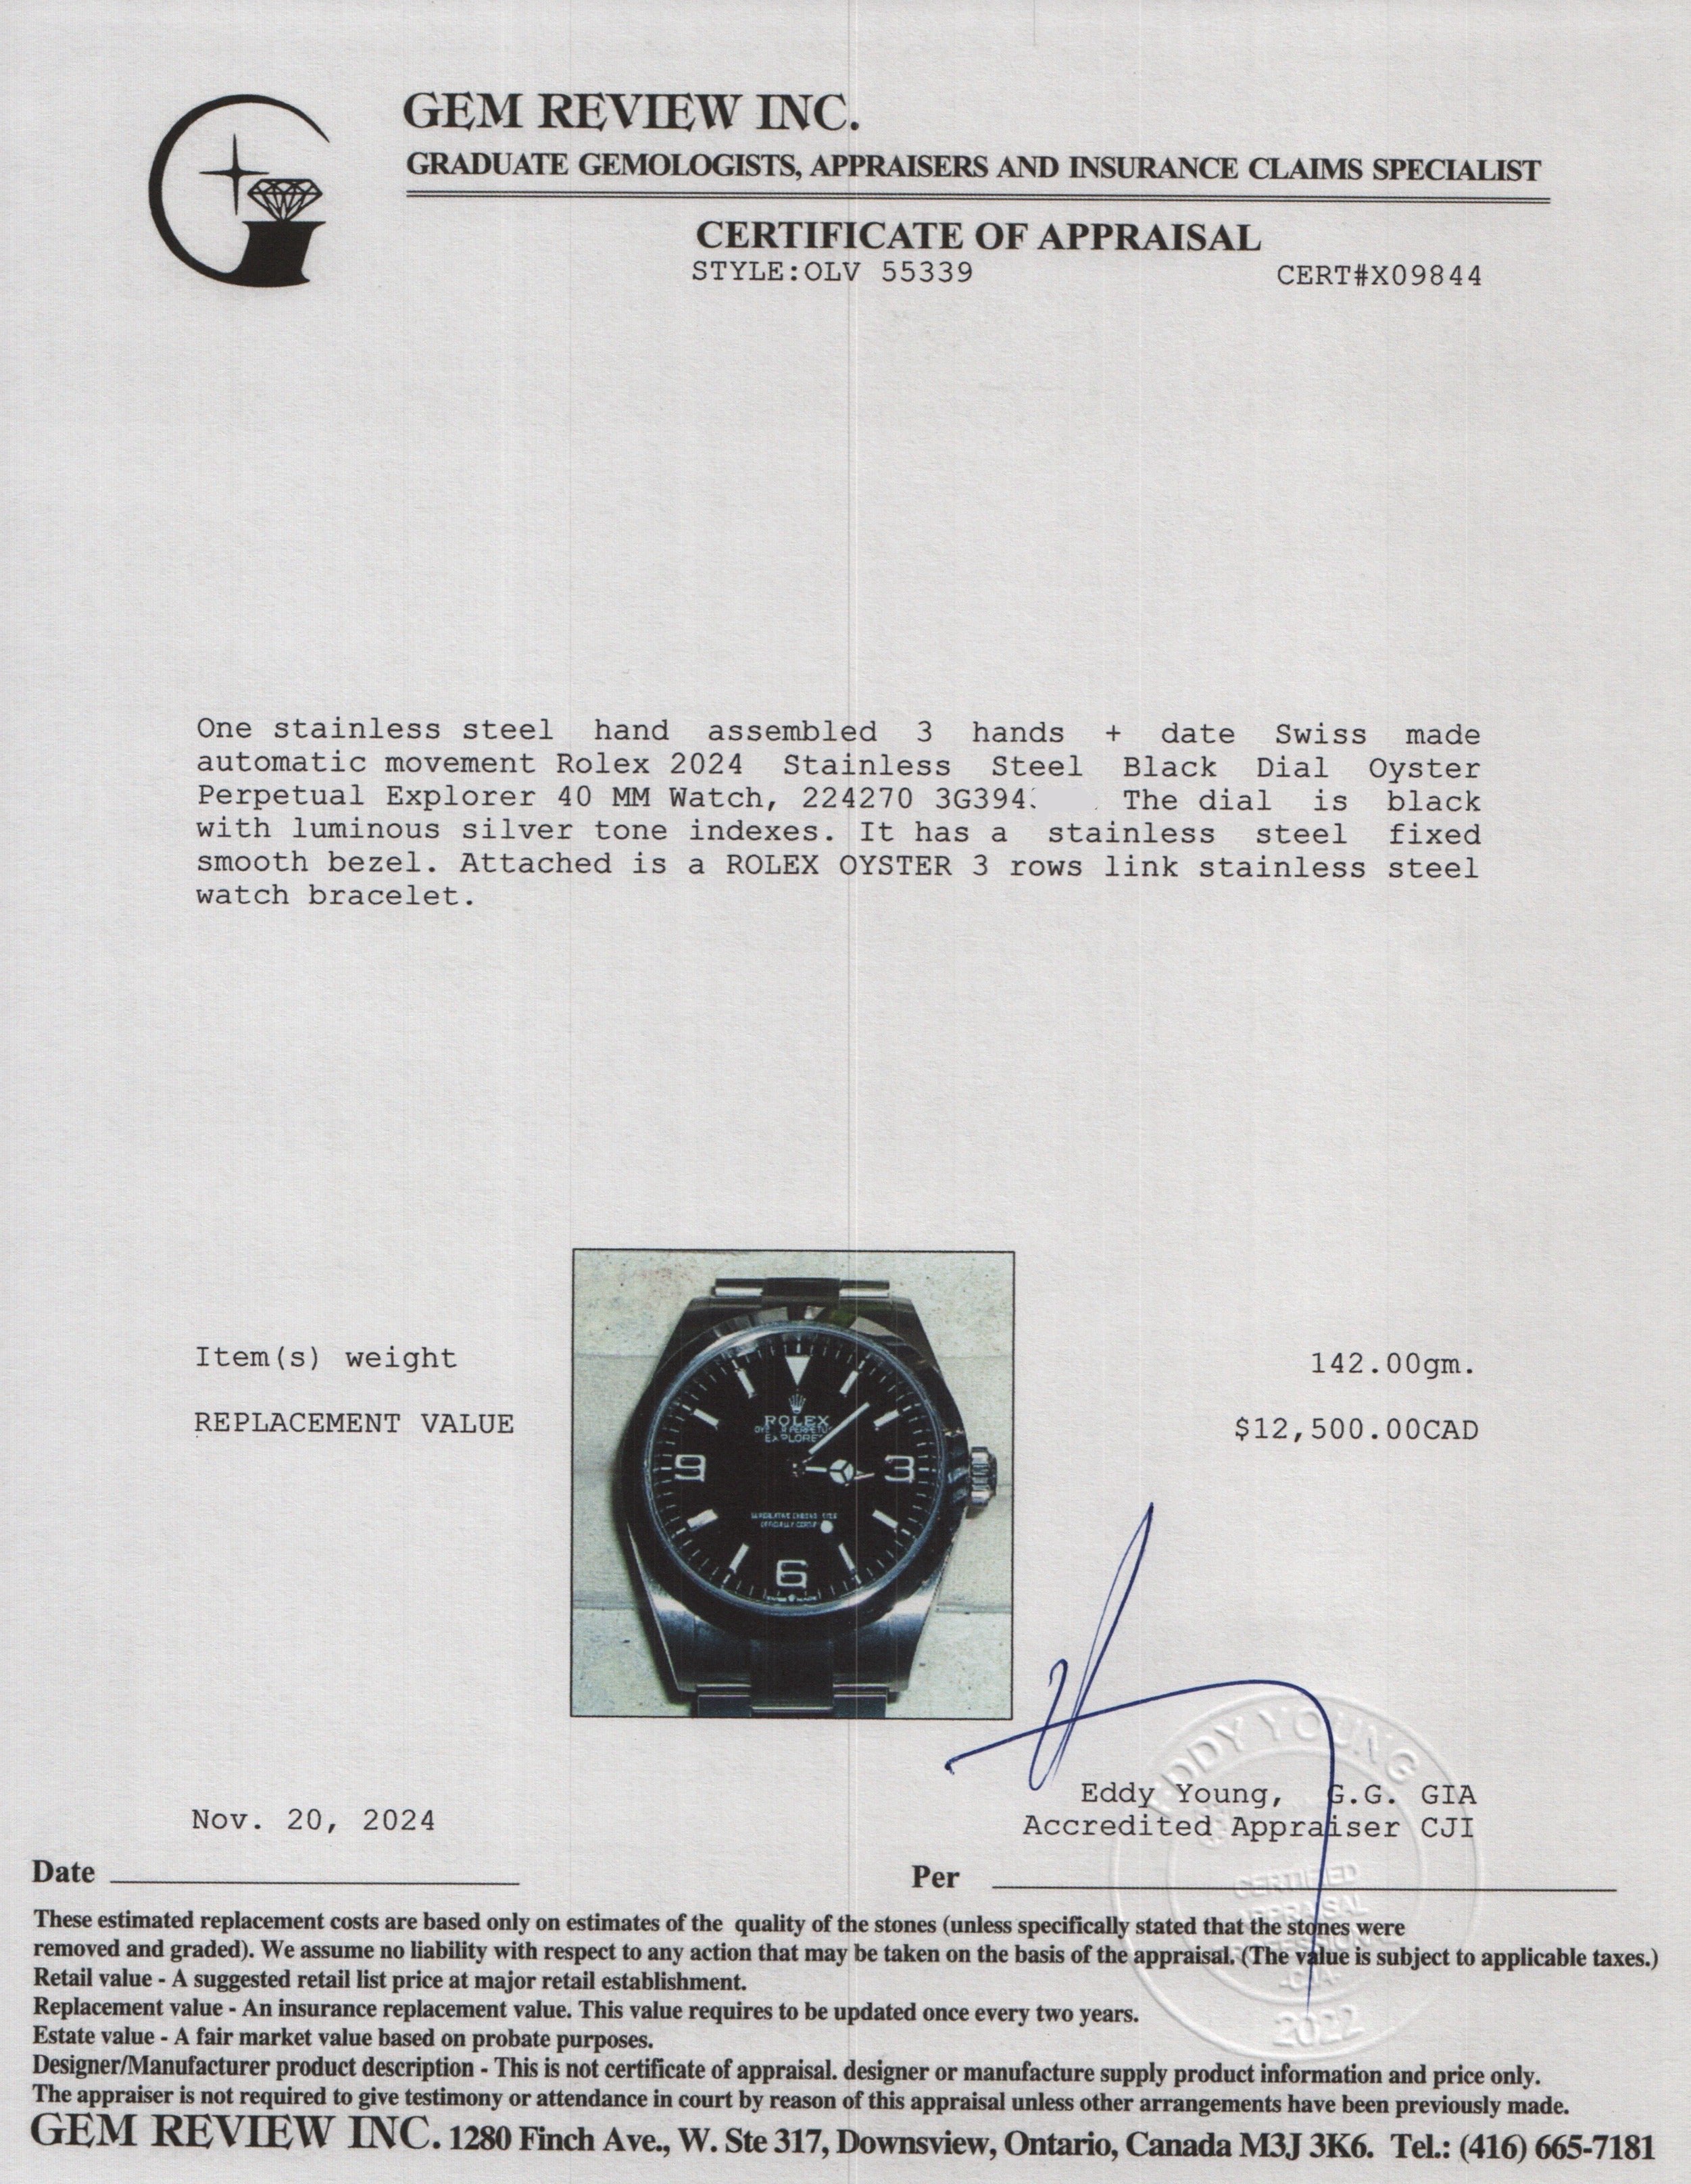 GEM REVIEW INC.
GRADUATE GEMOLOGISTS, APPRAISERS AND INSURANCE CLAIMS SPECIALIST
CERTIFICATE OF APPRAISAL
STYLE:OLV 55339
CERT#X09844
One stainless steel hand assembled 3 hands + date Swiss made
automatic movement Rolex 2024 Stainless Steel Black Dial Oyster
Perpetual Explorer 40 MM Watch, 224270 3G394 The dial is black
with luminous silver tone indexes. It has a stainless steel fixed
smooth bezel. Attached is a ROLEX OYSTER 3 rows link stainless steel
watch bracelet.
ROLEX
9
3
6
Item(s) weight
142.00gm.
REPLACEMENT VALUE
$12,500.00CAD
EDDY YOUNG
CERTIFIED
APPRAISAL
2022
Eddy Young, G.G. GIA
Accredited Appraiser CJI
Nov. 20, 2024
Date
Per
These estimated replacement costs are based only on estimates of the quality of the stones (unless specifically stated that the stones were
removed and graded). We assume no liability with respect to any action that may be taken on the basis of the appraisal. (The value is subject to applicable taxes.)
Retail value - A suggested retail list price at major retail establishment.
Replacement value - An insurance replacement value. This value requires to be updated once every two years.
Estate value - A fair market value based on probate purposes.
Designer/Manufacturer product description - This is not certificate of appraisal. designer or manufacture supply product information and price only.
The appraiser is not required to give testimony or attendance in court by reason of this appraisal unless other arrangements have been previously made.
GEM REVIEW INC. 1280 Finch Ave., W. Ste 317, Downsview, Ontario, Canada M3J 3K6. Tel.: (416) 665-7181